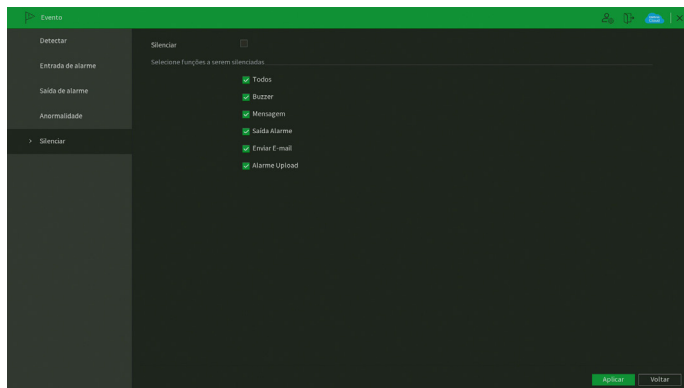 Evento
Detectar
Entrada de alarme
Saída de alarme
Anormalidade
> Silenciar
Silenciar
Selecione funções a serem silenciadas
Todos
Buzzer
Mensagem
Saída Alarme
Enviar E-mail
Alarme Upload
Aplicar
Voltar